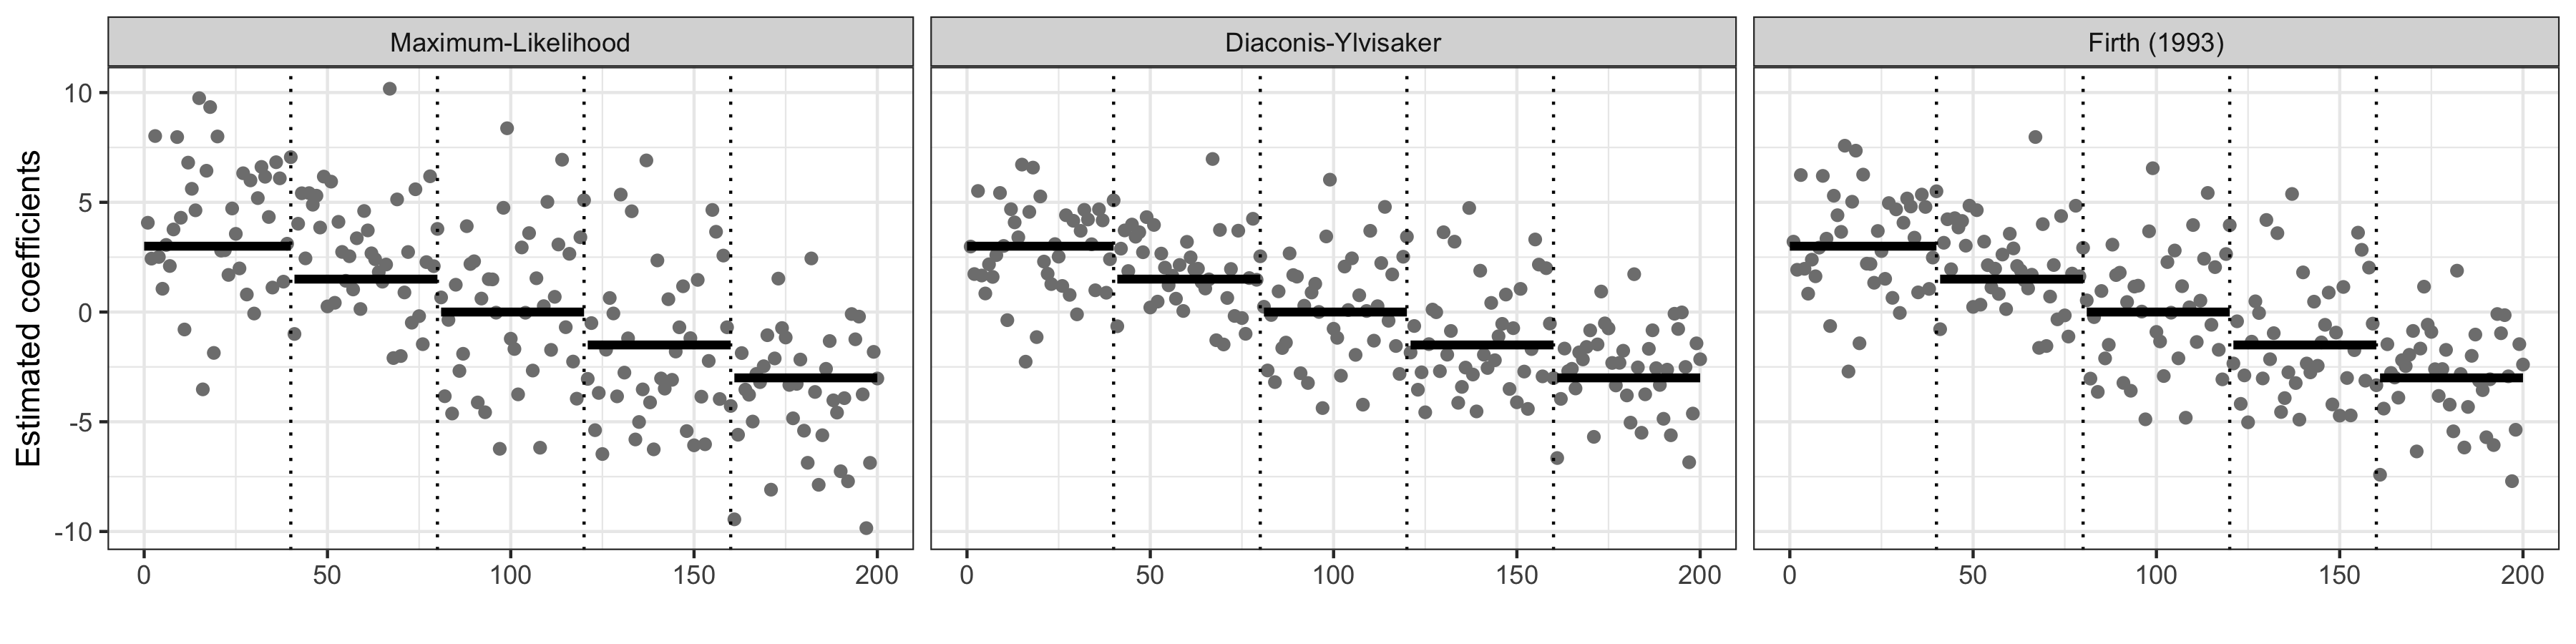 Maximum-Likelihood
Diaconis-Ylvisaker
Firth (1993)
Estimated coefficients
10
5
0
-5
-10
0 50 100 150 200
0 50 100 150 200
0 50 100 150 200